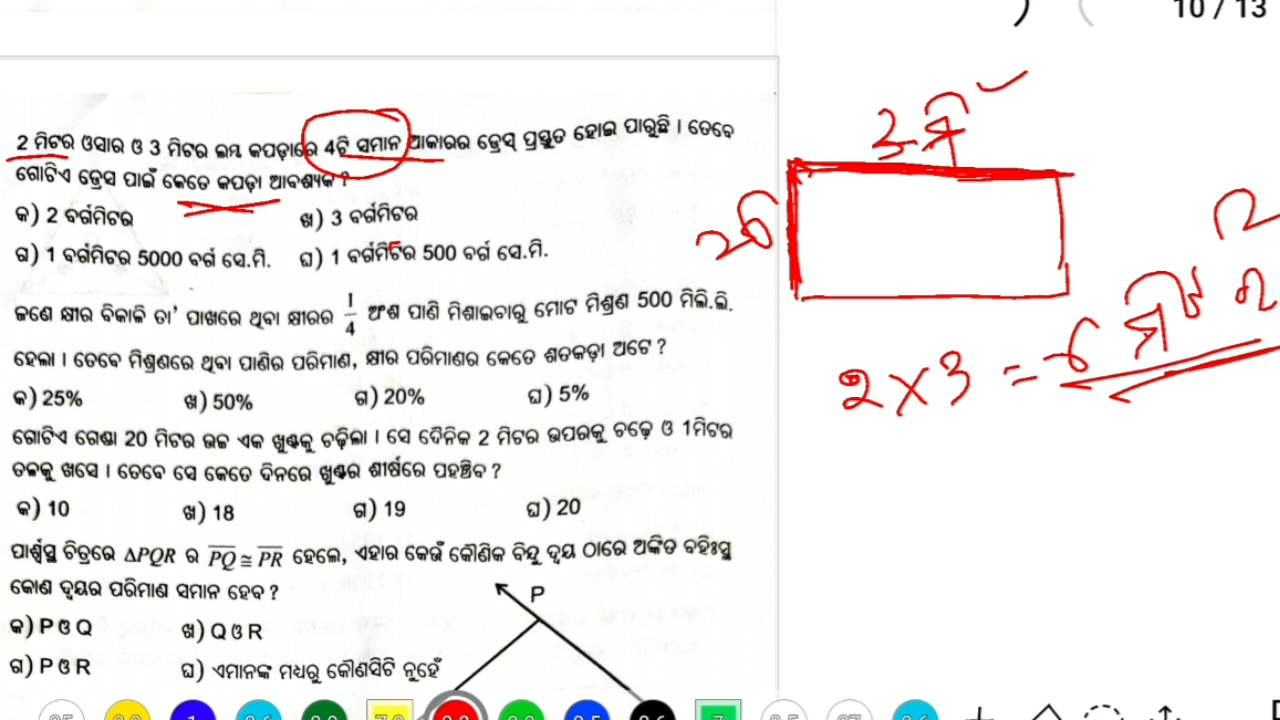 10 / 13
2 ମିଟର ଓସାର ଓ 3 ମିଟର ଲମ୍ବ କପଡ଼ାରେ 4ଟି ସମାନ ଆକାରର ଡ୍ରେସ୍ ପ୍ରସ୍ତୁତ ହୋଇ ପାରୁଛି । ତେବେ
ଗୋଟିଏ ଡ୍ରେସ ପାଇଁ କେତେ କପଡ଼ା ଆବଶ୍ୟକ ?
କ) 2 ବର୍ଗମିଟର ଖ) 3 ବର୍ଗମିଟର
ଗ) 1 ବର୍ଗମିଟର 5000 ବର୍ଗ ସେ.ମି. ଘ) 1 ବର୍ଗମିଟର 500 ବର୍ଗ ସେ.ମି.
ଜଣେ କ୍ଷୀର ବିକାଳି ତା' ପାଖରେ ଥିବା କ୍ଷୀରର 1/4 ଅଂଶ ପାଣି ମିଶାଇବାରୁ ମୋଟ ମିଶ୍ରଣ 500 ମିଲି.ଲି.
ହେଲା । ତେବେ ମିଶ୍ରଣରେ ଥିବା ପାଣିର ପରିମାଣ, କ୍ଷୀର ପରିମାଣର କେତେ ଶତକଡ଼ା ଅଟେ ?
କ) 25% ଖ) 50% ଗ) 20% ଘ) 5%
ଗୋଟିଏ ଗେଣ୍ଡା 20 ମିଟର ଉଚ୍ଚ ଏକ ଖୁଣ୍ଟକୁ ଚଢ଼ିଲା । ସେ ଦୈନିକ 2 ମିଟର ଉପରକୁ ଚଢ଼େ ଓ 1ମିଟର
ତଳକୁ ଖସେ । ତେବେ ସେ କେତେ ଦିନରେ ଖୁଣ୍ଟର ଶୀର୍ଷରେ ପହଞ୍ଚିବ ?
କ) 10 ଖ) 18 ଗ) 19 ଘ) 20
ପାର୍ଶ୍ୱସ୍ଥ ଚିତ୍ରରେ ΔPQR ର PQ ≅ PR ହେଲେ, ଏହାର କେଉଁ କୌଣିକ ବିନ୍ଦୁ ଦ୍ୱୟ ଠାରେ ଅଙ୍କିତ ବହିଃସ୍ଥ
କୋଣ ଦ୍ୱୟର ପରିମାଣ ସମାନ ହେବ ?
କ) P ଓ Q ଖ) Q ଓ R
ଗ) P ଓ R ଘ) ଏମାନଙ୍କ ମଧ୍ୟରୁ କୌଣସିଟି ନୁହେଁ
P
2 × 3 = 6